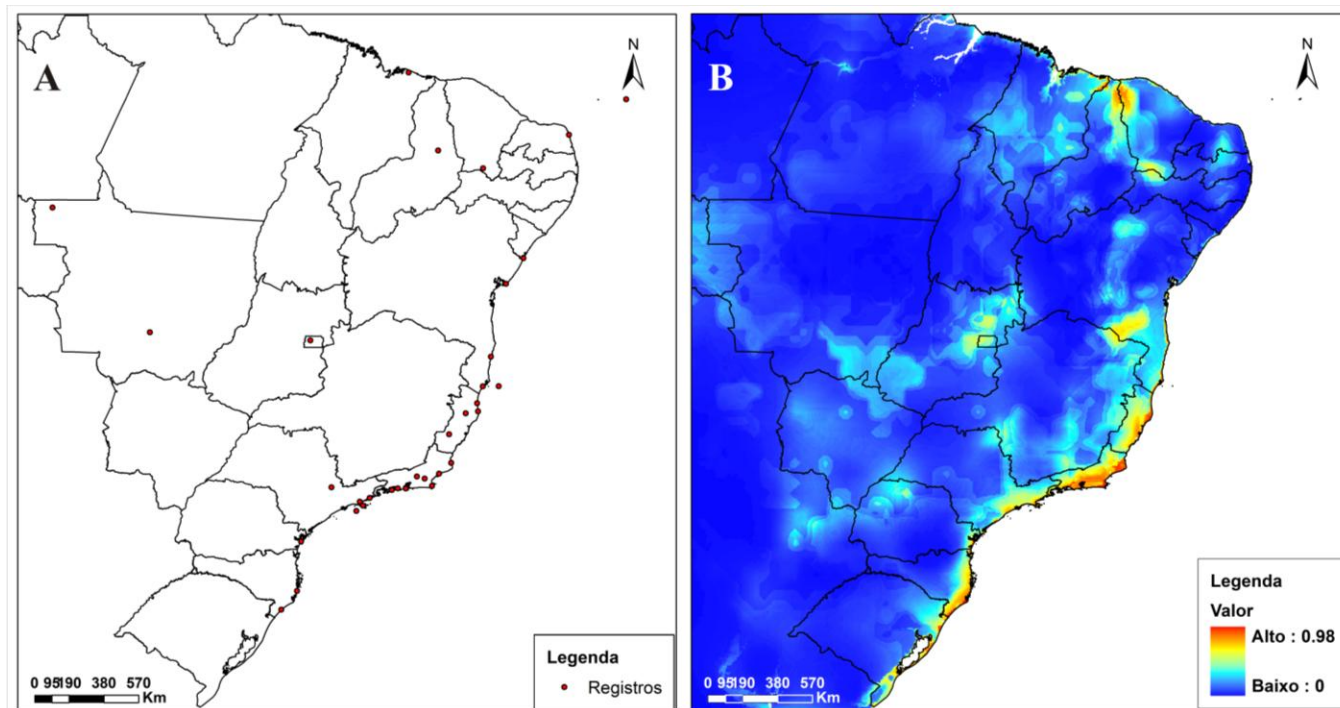 A
N
Legenda
Registros
0 95190 380 570
Km
B
N
Legenda
Valor
Alto : 0.98
Baixo : 0
0 95190 380 570
Km